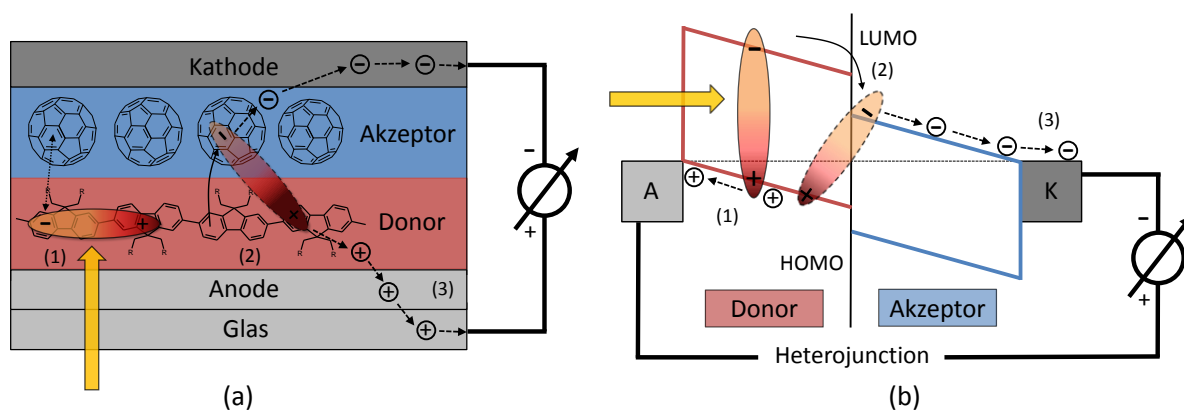 Kathode
Akzeptor
Donor
(1)
(2)
Anode
(3)
Glas
R
R
R
R
R
R
R
R
−
+
(a)
LUMO
(2)
(3)
A
(1)
K
HOMO
Donor
Akzeptor
Heterojunction
−
+
(b)